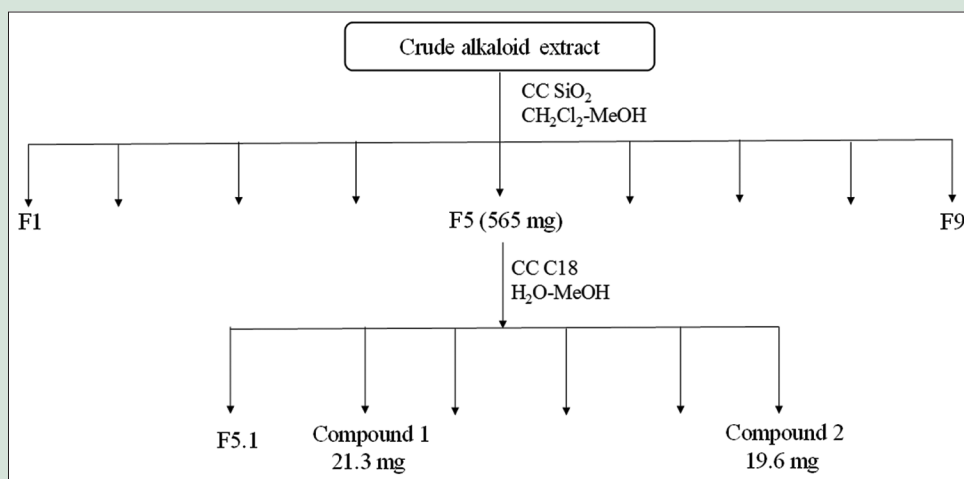 Crude alkaloid extract
CC SiO₂
CH₂Cl₂-MeOH
F1
F5 (565 mg)
F9
CC C18
H₂O-MeOH
F5.1
Compound 1
21.3 mg
Compound 2
19.6 mg